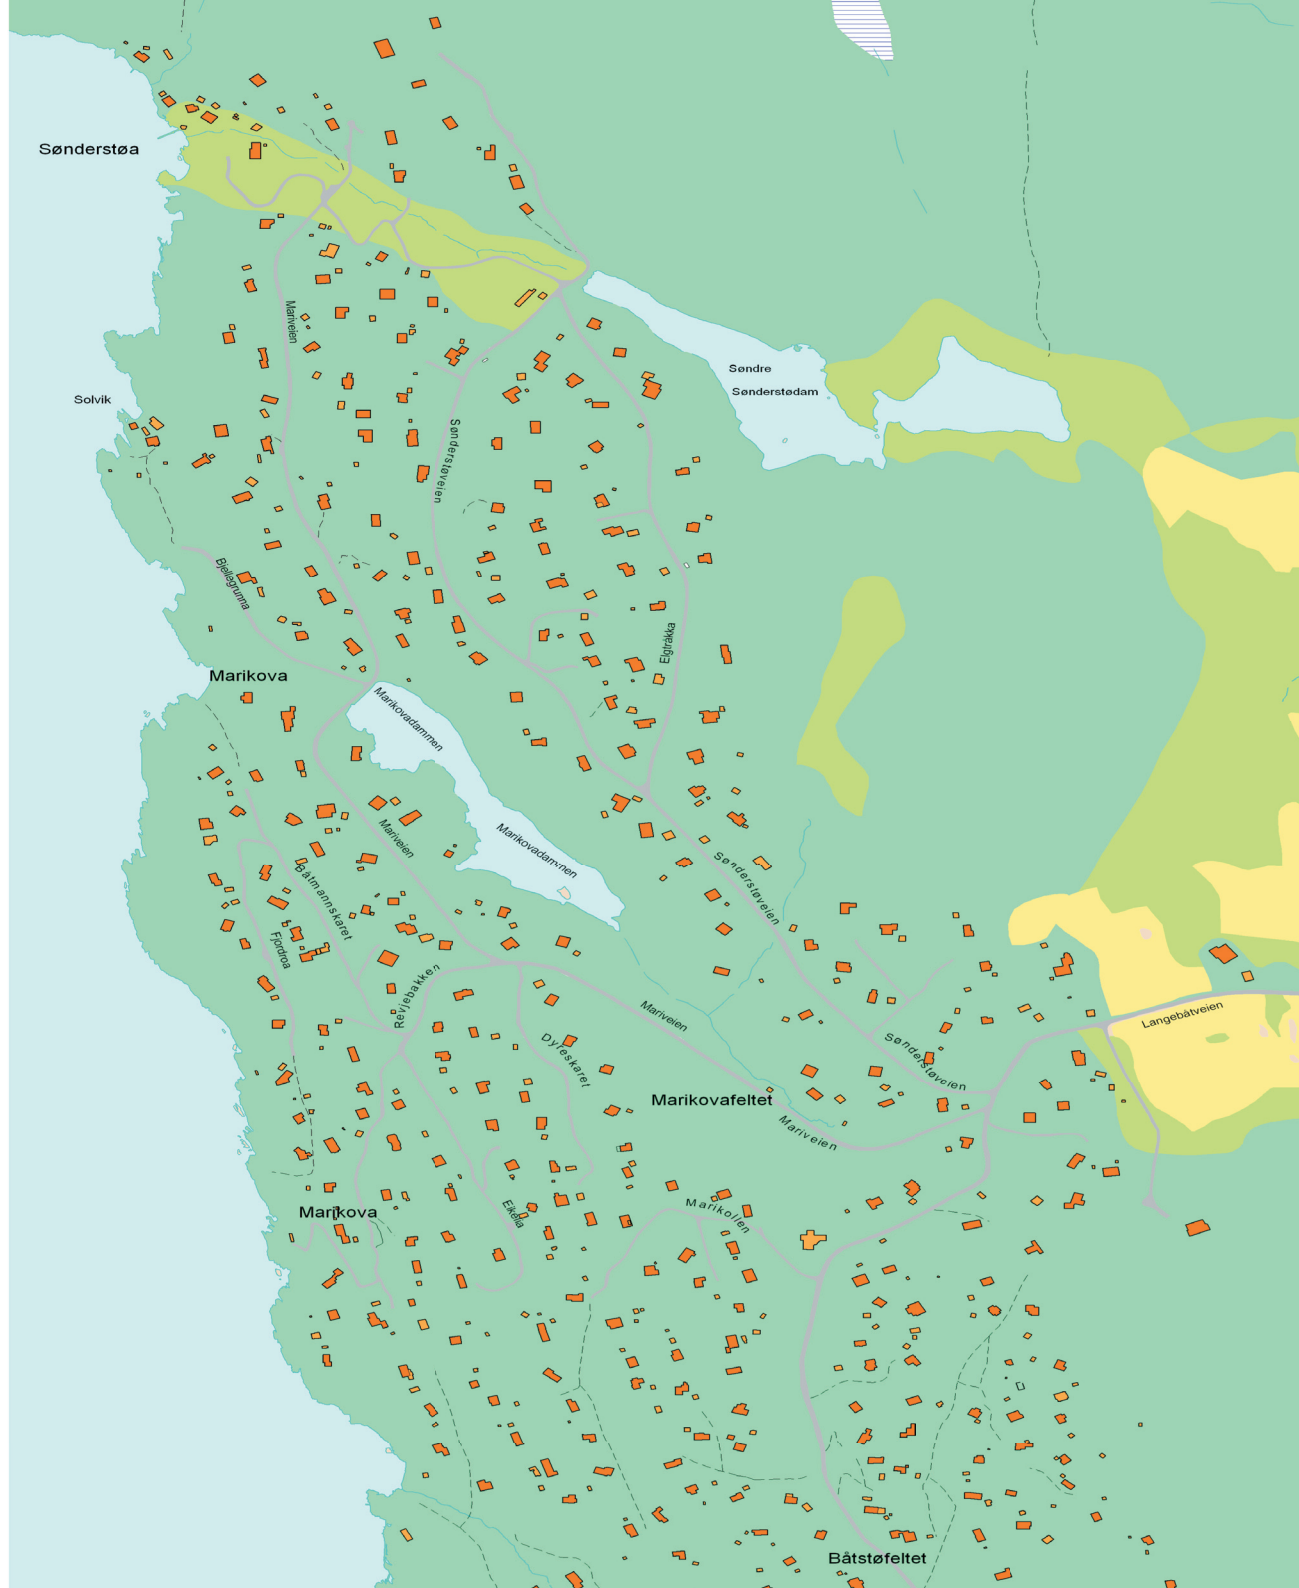 Sønderstøa
Mariveien
Søndre
Sønderstødam
Solvik
Sønderstøveien
Bjellegrunna
Elgtråkka
Marikova
Marikovadammen
Mariveien
Marikovadammen
Sønderstøveien
Båtmannskaret
Fjordroa
Revjebakken
Mariveien
Langebåtveien
Dyreskaret
Sønderstøveien
Marikovafeltet
Mariveien
Marikova
Eikelia
Marikollen
Båtstøfeltet